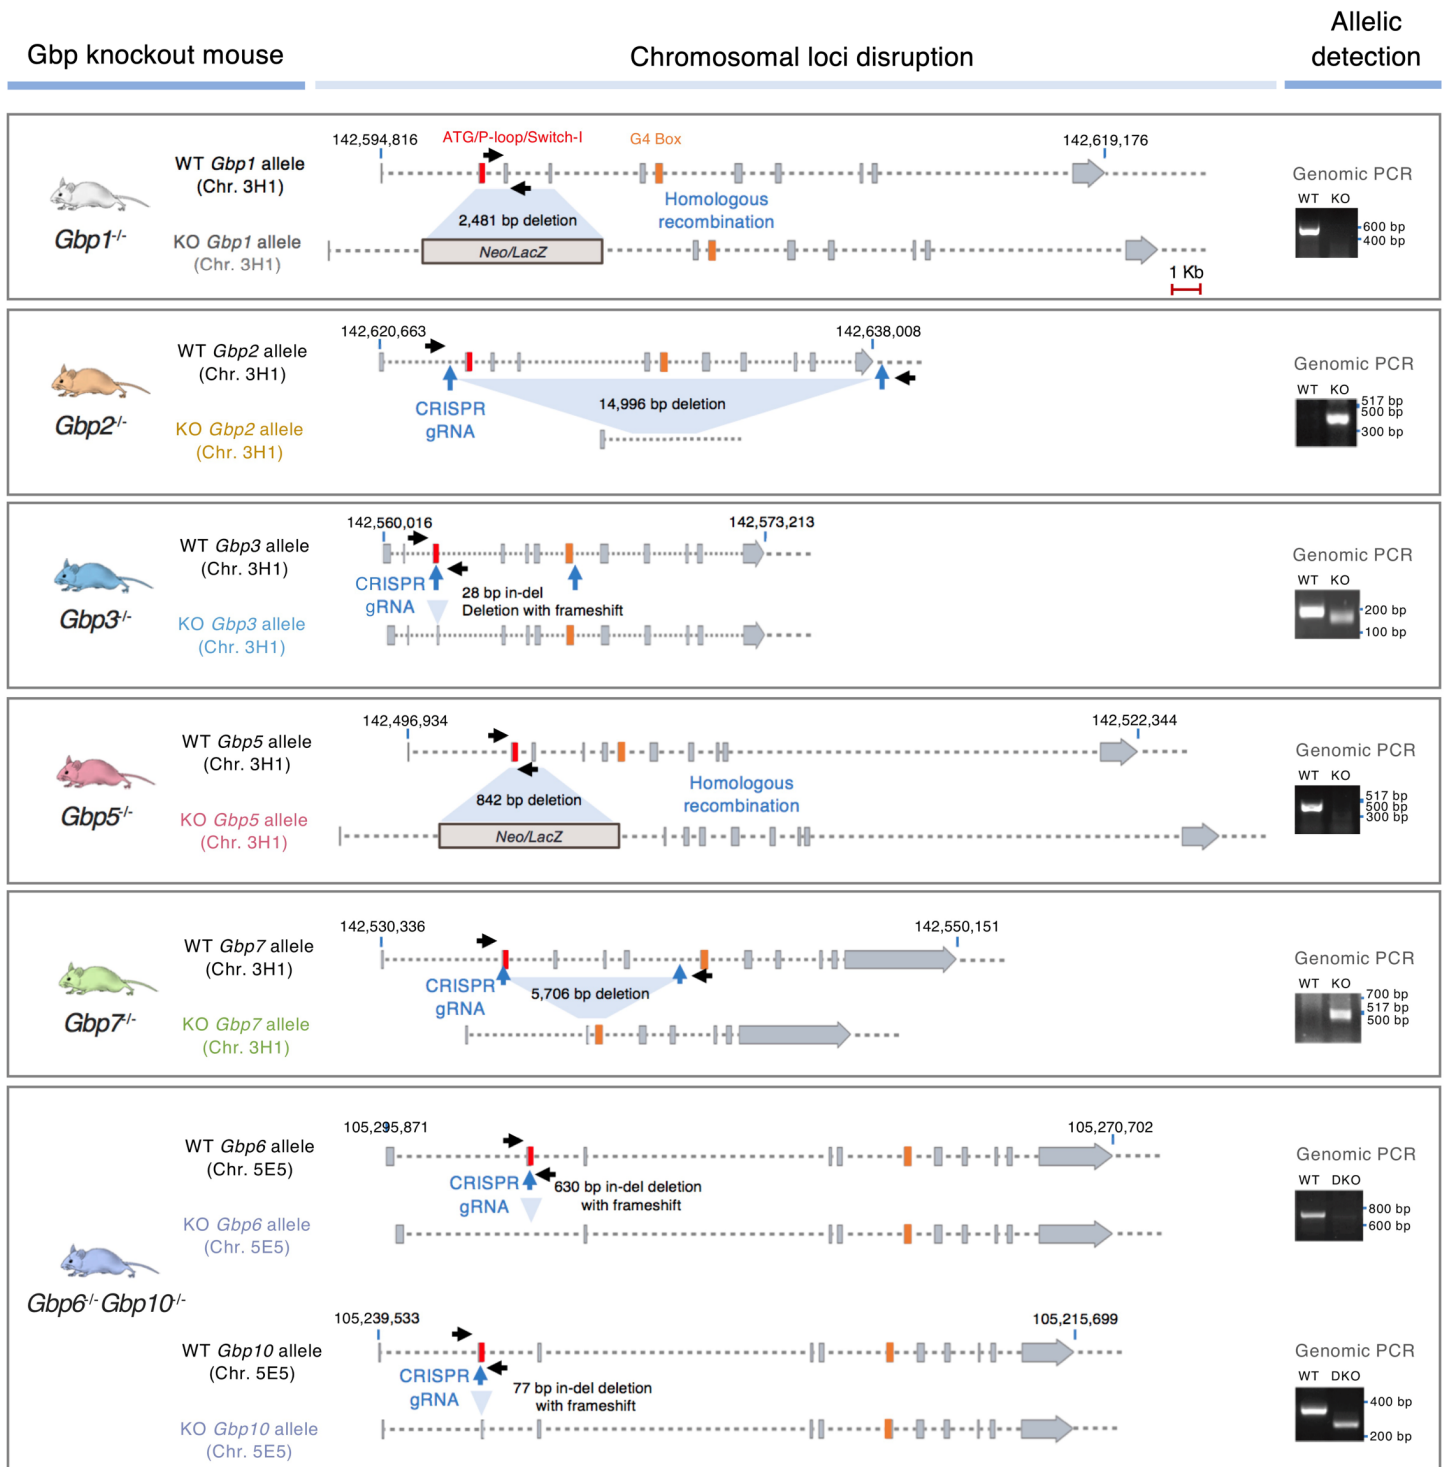 Gbp knockout mouse
Chromosomal loci disruption
Allelic
detection
142,594,816
ATG/P-loop/Switch-I
G4 Box
142,619,176
WT Gbp1 allele
(Chr. 3H1)
Genomic PCR
WT KO
Homologous
recombination
2,481 bp deletion
600 bp
400 bp
Gbp1-/-
KO Gbp1 allele
(Chr. 3H1)
Neo/LacZ
1 Kb
142,620,663
142,638,008
WT Gbp2 allele
(Chr. 3H1)
Genomic PCR
WT KO
CRISPR
gRNA
14,996 bp deletion
517 bp
500 bp
300 bp
Gbp2-/-
KO Gbp2 allele
(Chr. 3H1)
142,560,016
142,573,213
WT Gbp3 allele
(Chr. 3H1)
Genomic PCR
WT KO
CRISPR
gRNA
28 bp in-del
Deletion with frameshift
200 bp
100 bp
Gbp3-/-
KO Gbp3 allele
(Chr. 3H1)
142,496,934
142,522,344
WT Gbp5 allele
(Chr. 3H1)
Genomic PCR
WT KO
Homologous
recombination
842 bp deletion
517 bp
500 bp
300 bp
Gbp5-/-
KO Gbp5 allele
(Chr. 3H1)
Neo/LacZ
142,530,336
142,550,151
WT Gbp7 allele
(Chr. 3H1)
Genomic PCR
WT KO
CRISPR
gRNA
5,706 bp deletion
700 bp
517 bp
500 bp
Gbp7-/-
KO Gbp7 allele
(Chr. 3H1)
105,295,871
105,270,702
WT Gbp6 allele
(Chr. 5E5)
Genomic PCR
WT DKO
CRISPR
gRNA
630 bp in-del deletion
with frameshift
800 bp
600 bp
KO Gbp6 allele
(Chr. 5E5)
Gbp6-/- Gbp10-/-
105,239,533
105,215,699
WT Gbp10 allele
(Chr. 5E5)
Genomic PCR
WT DKO
CRISPR
gRNA
77 bp in-del deletion
with frameshift
400 bp
200 bp
KO Gbp10 allele
(Chr. 5E5)